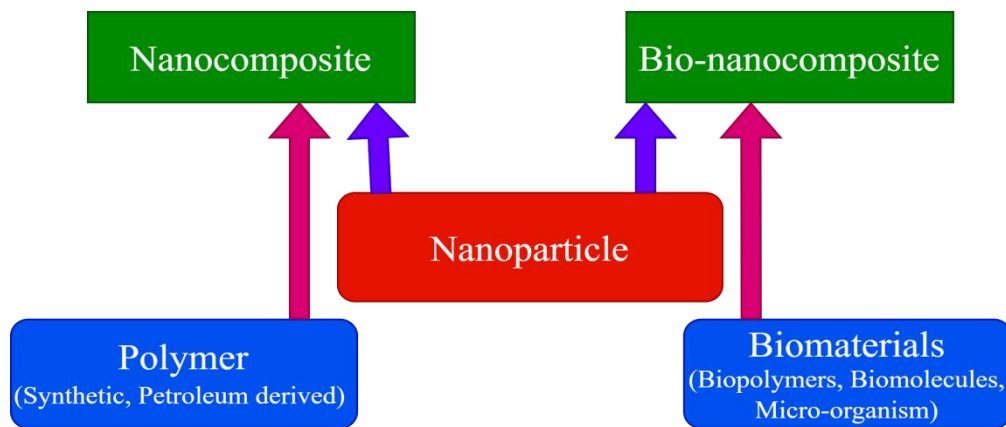 Nanocomposite
Bio-nanocomposite
Nanoparticle
Polymer
(Synthetic, Petroleum derived)
Biomaterials
(Biopolymers, Biomolecules,
Micro-organism)